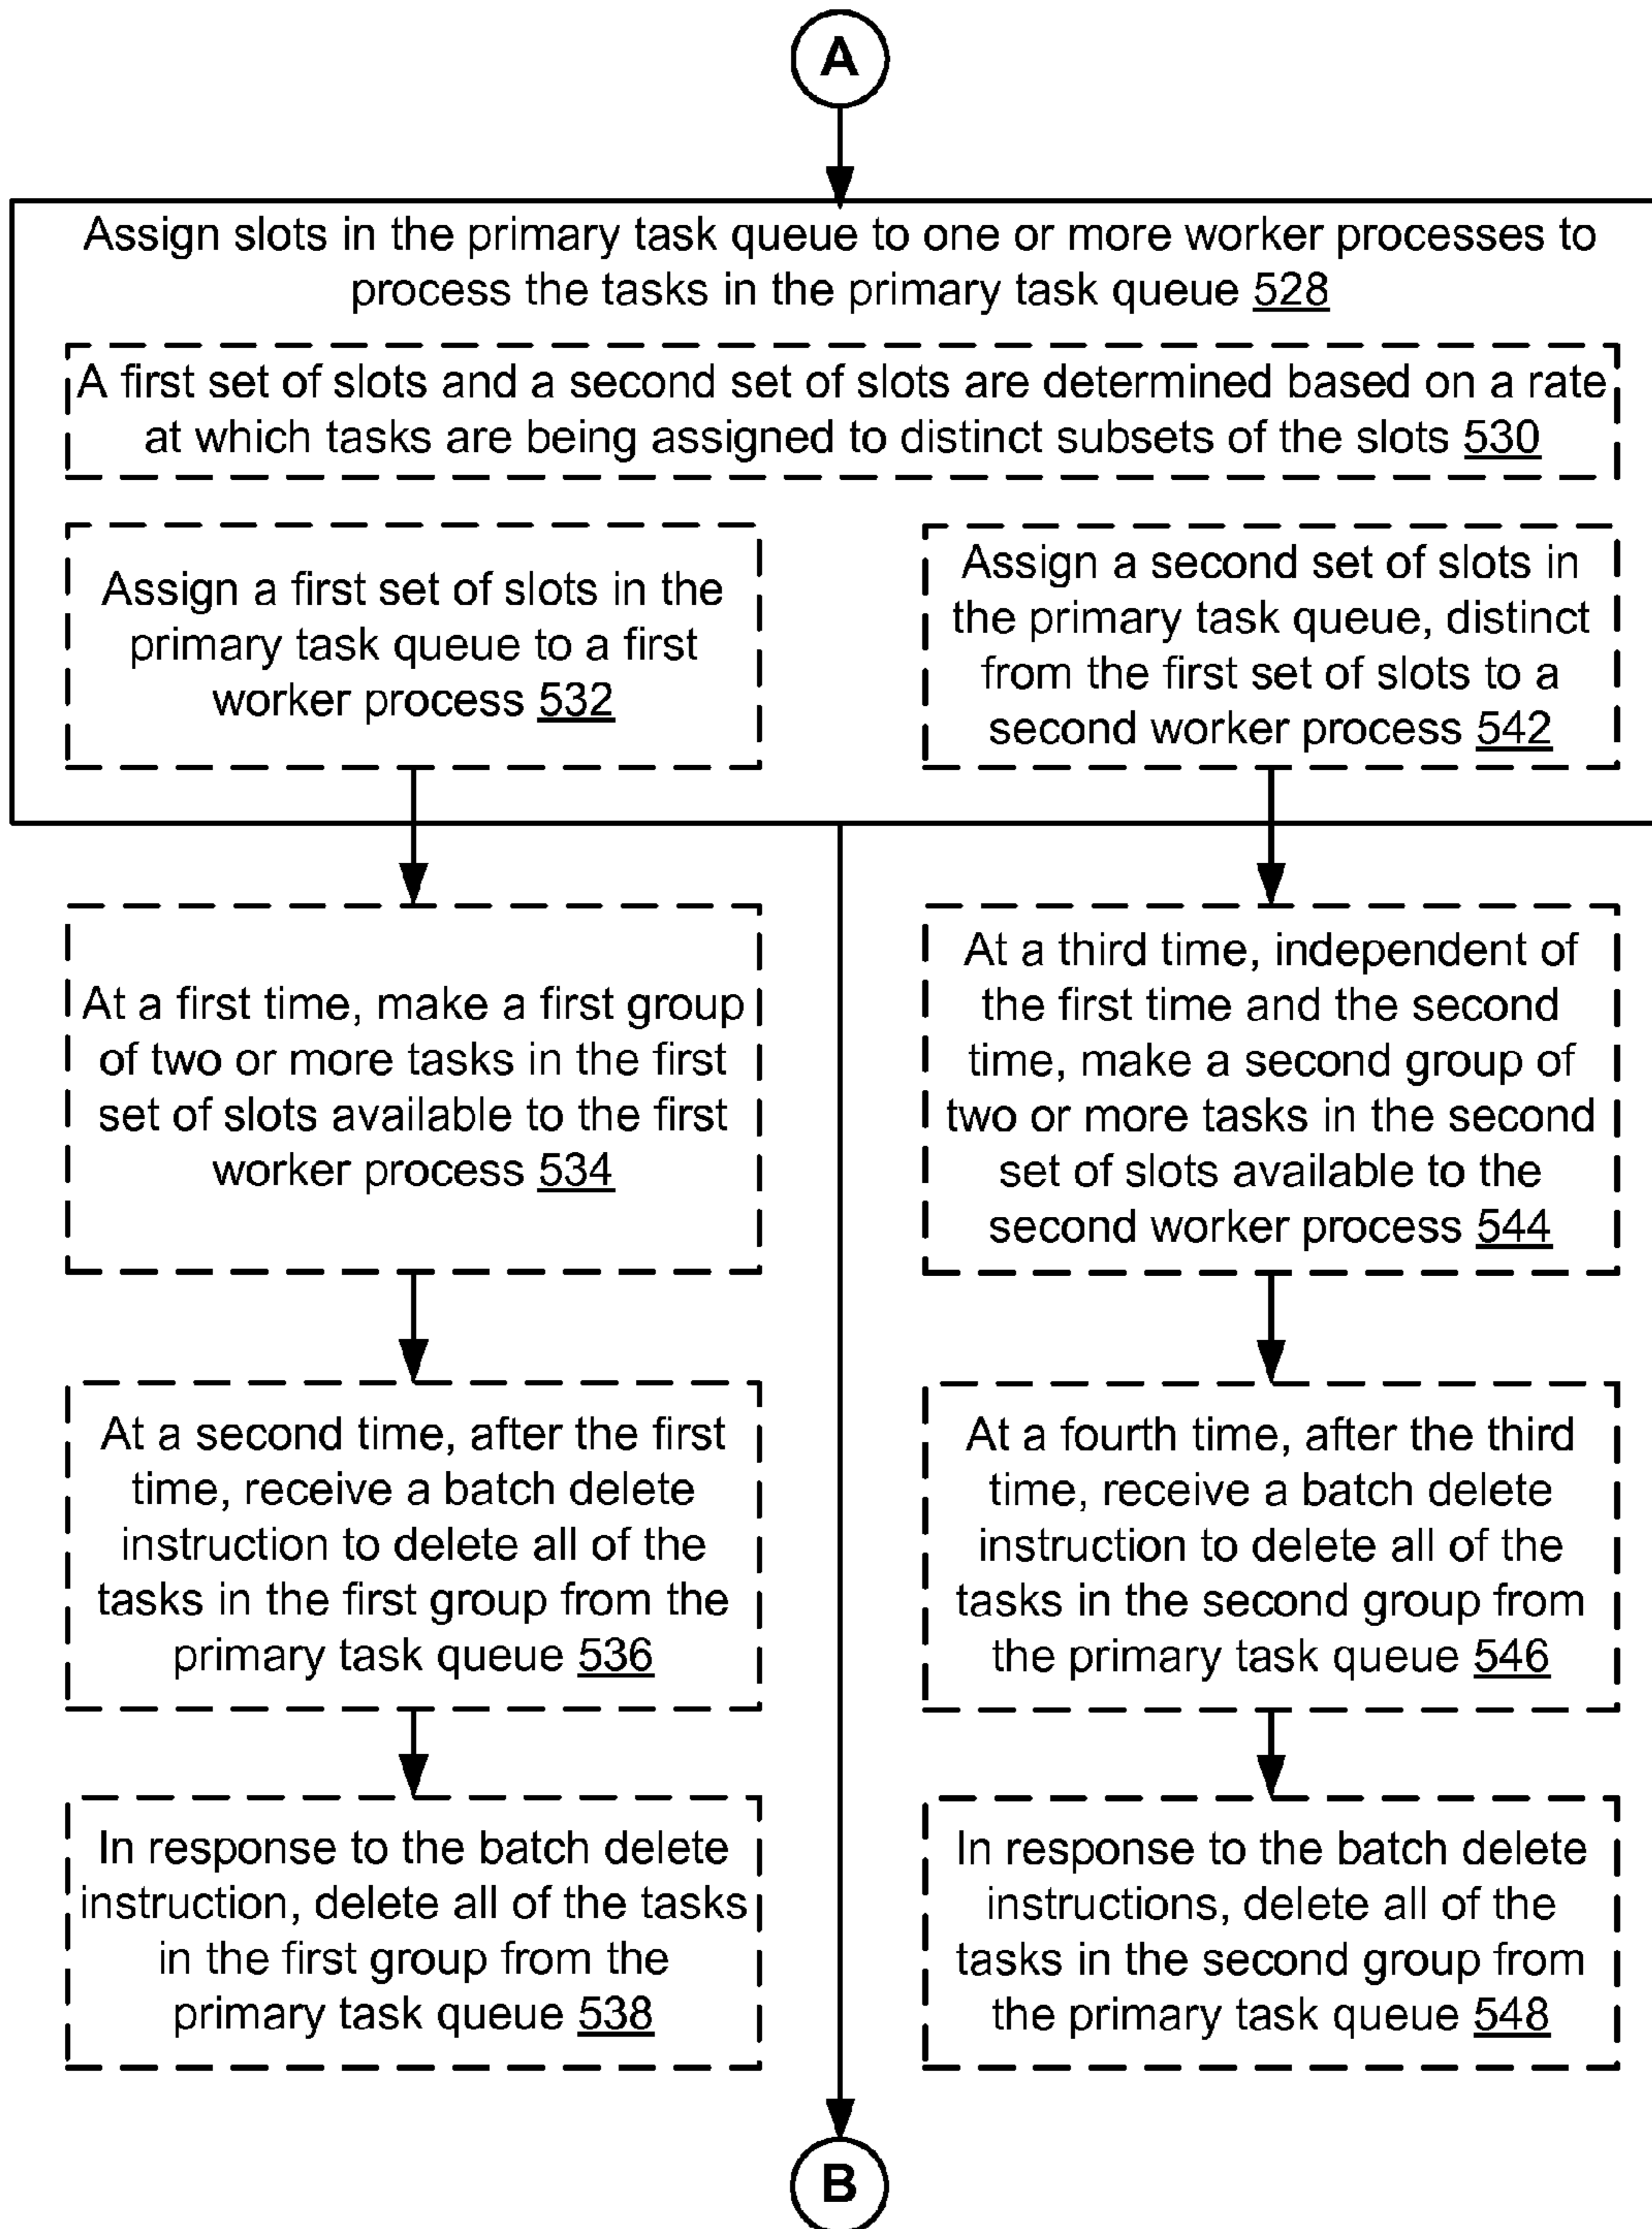 A
Assign slots in the primary task queue to one or more worker processes to
process the tasks in the primary task queue 528
A first set of slots and a second set of slots are determined based on a rate
at which tasks are being assigned to distinct subsets of the slots 530
Assign a first set of slots in the
primary task queue to a first
worker process 532
Assign a second set of slots in
the primary task queue, distinct
from the first set of slots to a
second worker process 542
At a first time, make a first group
of two or more tasks in the first
set of slots available to the first
worker process 534
At a third time, independent of
the first time and the second
time, make a second group of
two or more tasks in the second
set of slots available to the
second worker process 544
At a second time, after the first
time, receive a batch delete
instruction to delete all of the
tasks in the first group from the
primary task queue 536
At a fourth time, after the third
time, receive a batch delete
instruction to delete all of the
tasks in the second group from
the primary task queue 546
In response to the batch delete
instruction, delete all of the tasks
in the first group from the
primary task queue 538
In response to the batch delete
instructions, delete all of the
tasks in the second group from
the primary task queue 548
B